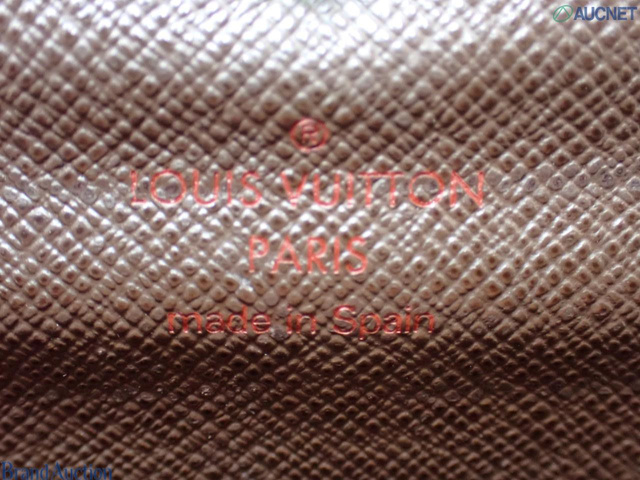 AUCNET
®
LOUIS VUITTON
PARIS
made in Spain
Brand Auction